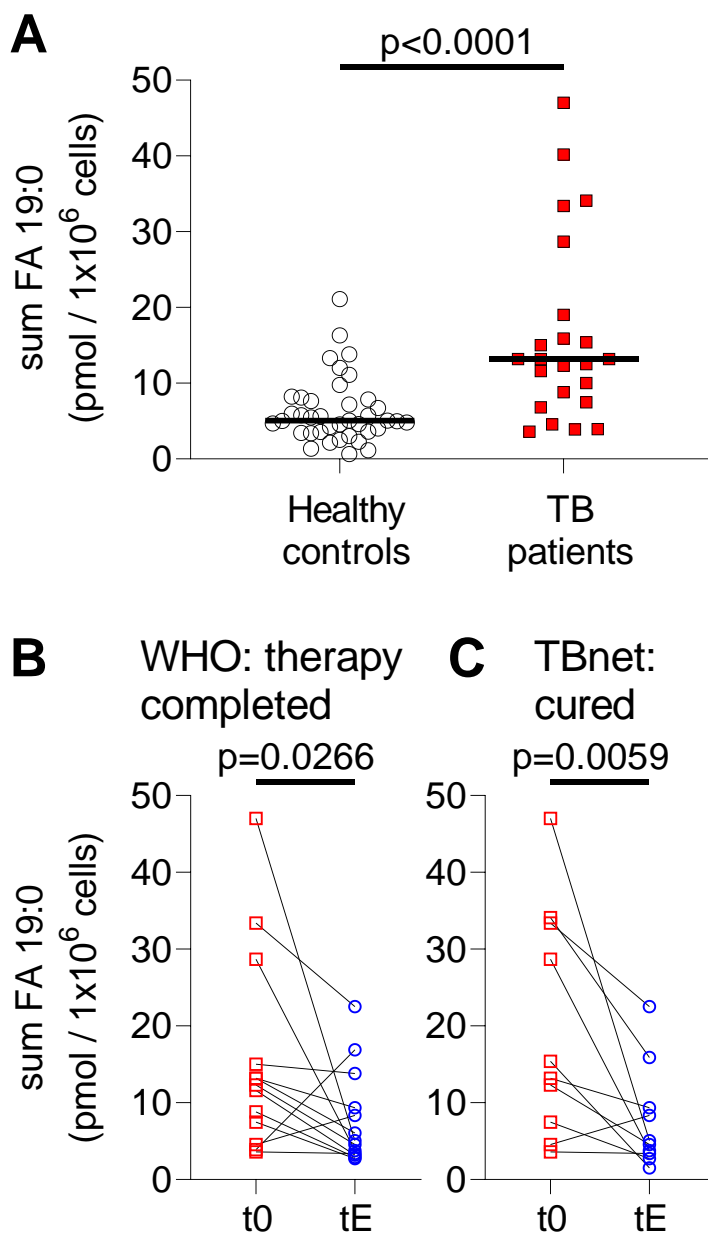 A
p<0.0001
sum FA 19:0
(pmol / 1x10⁶ cells)
50
40
30
20
10
0
Healthy
controls
TB
patients
B
WHO: therapy
completed
p=0.0266
sum FA 19:0
(pmol / 1x10⁶ cells)
50
40
30
20
10
0
t0
tE
C
TBnet:
cured
p=0.0059
50
40
30
20
10
0
t0
tE